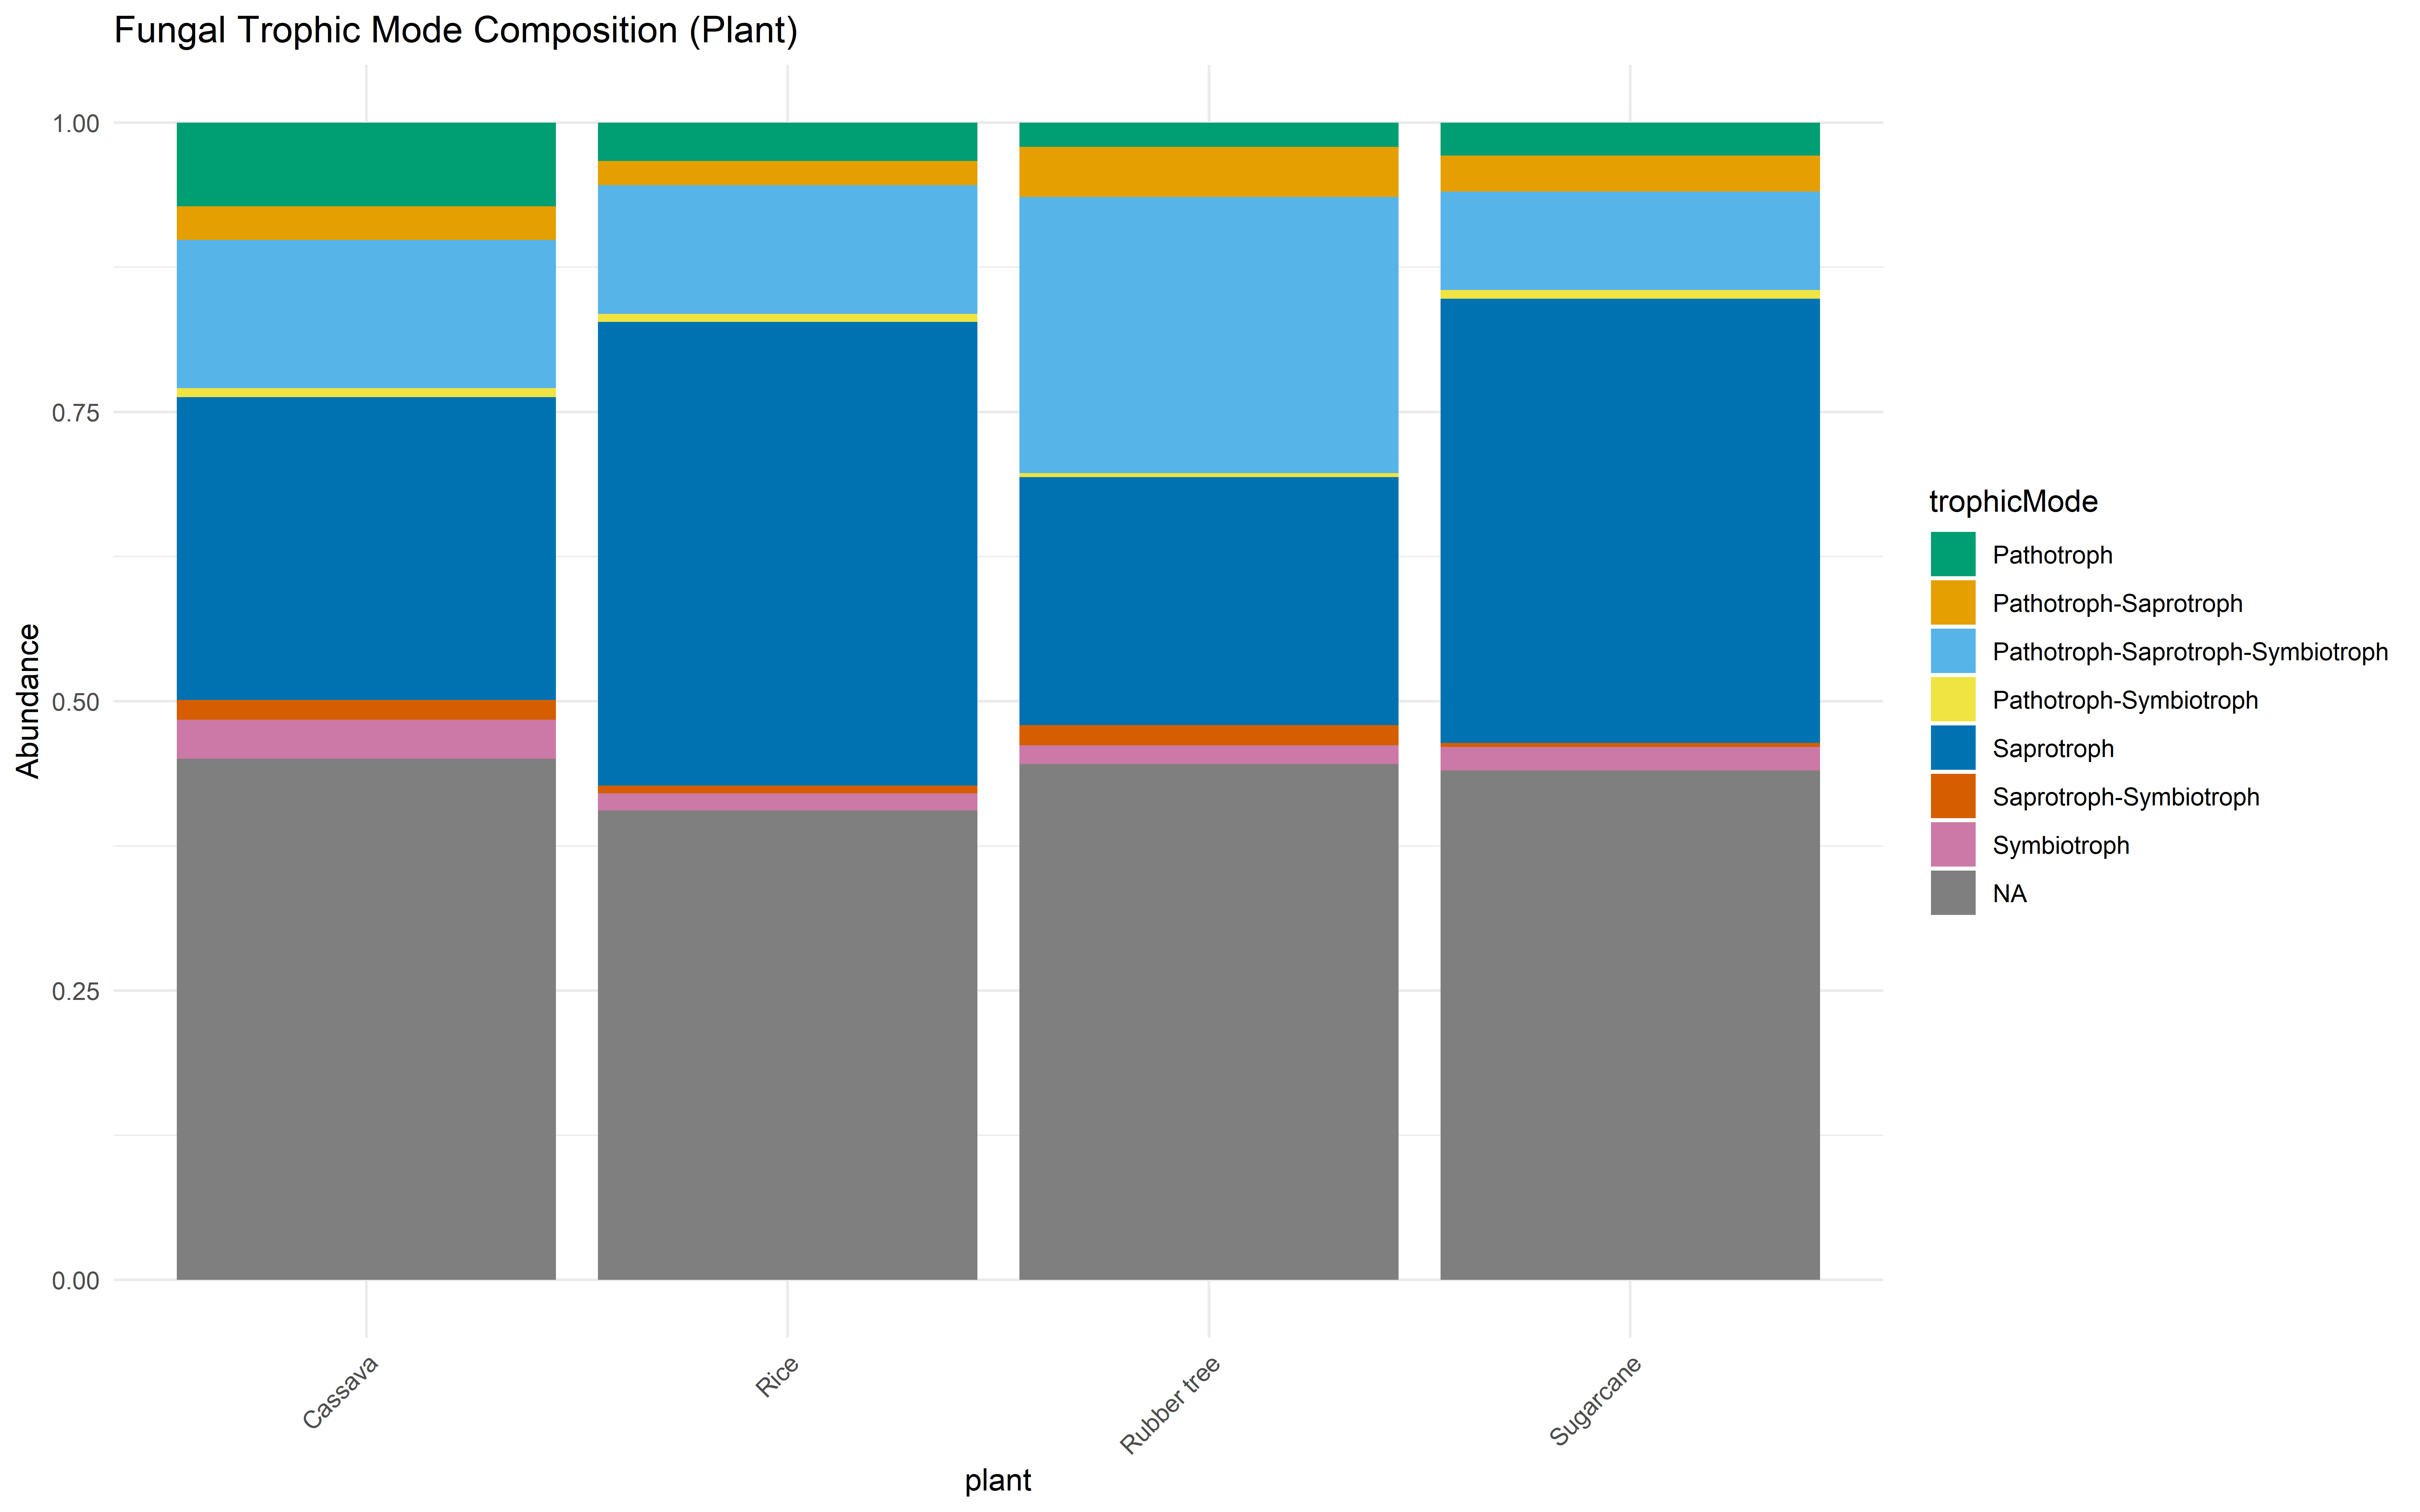 Fungal Trophic Mode Composition (Plant)
1.00
0.75
0.50
0.25
0.00
Abundance
Cassava
Rice
Rubber tree
Sugarcane
plant
trophicMode
Pathotroph
Pathotroph-Saprotroph
Pathotroph-Saprotroph-Symbiotroph
Pathotroph-Symbiotroph
Saprotroph
Saprotroph-Symbiotroph
Symbiotroph
NA